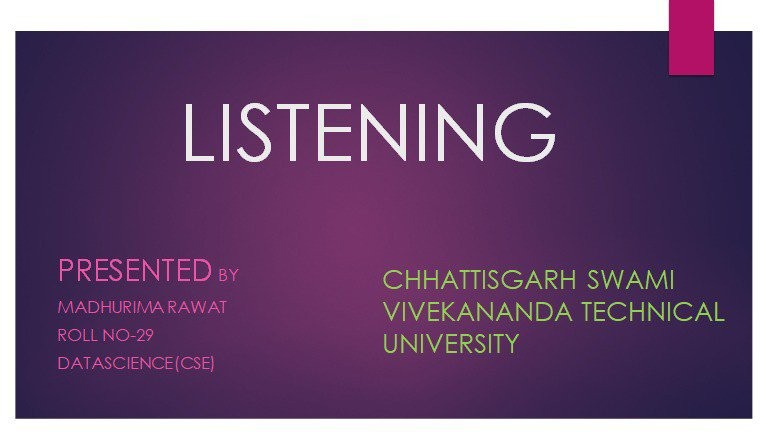 LISTENING
PRESENTED BY
MADHURIMA RAWAT
ROLL NO-29
DATASCIENCE(CSE)
CHHATTISGARH SWAMI
VIVEKANANDA TECHNICAL
UNIVERSITY